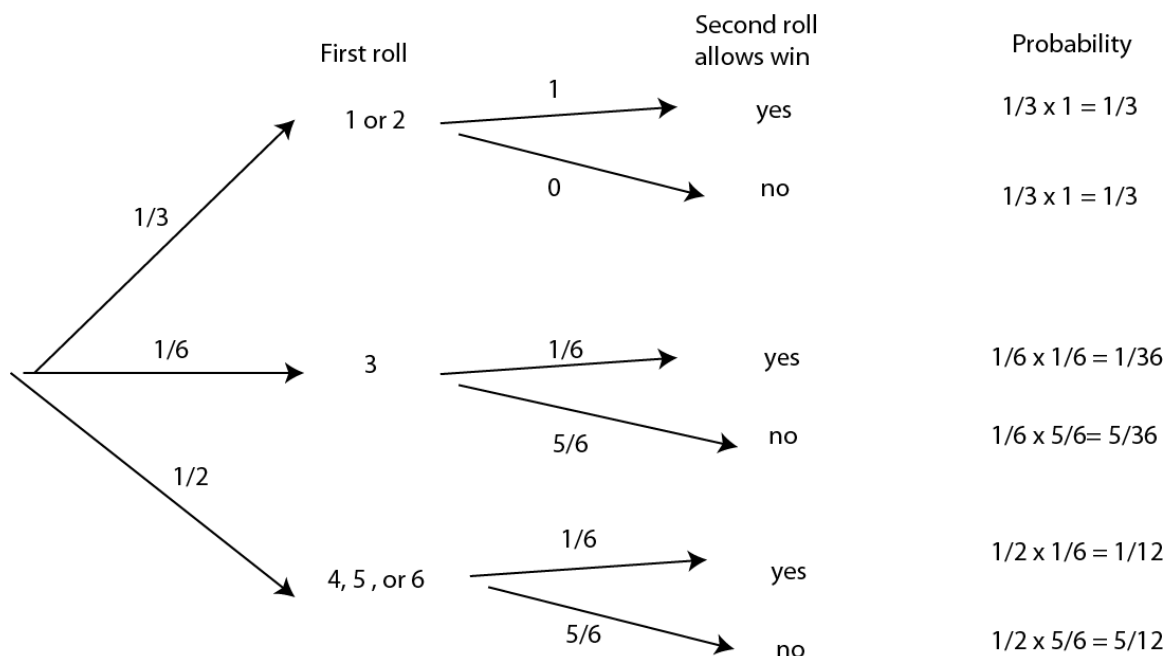 First roll
Second roll
allows win
Probability
1
1 or 2
yes
1/3 x 1 = 1/3
0
no
1/3 x 1 = 1/3
1/3
1/6
3
1/6
yes
1/6 x 1/6 = 1/36
5/6
no
1/6 x 5/6= 5/36
1/2
4, 5 , or 6
1/6
yes
1/2 x 1/6 = 1/12
5/6
no
1/2 x 5/6 = 5/12